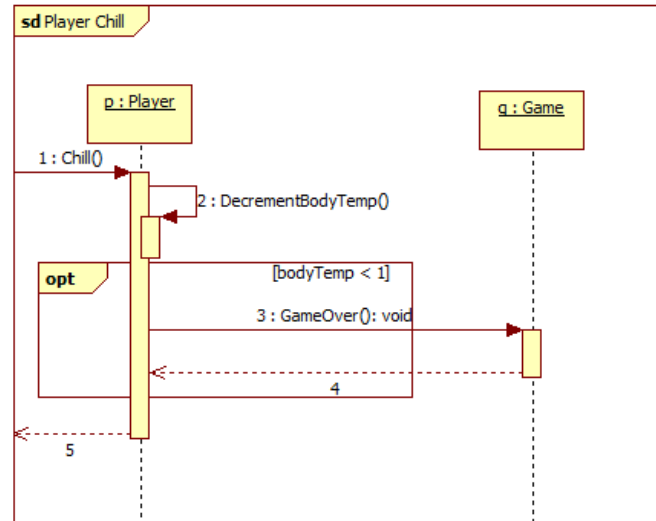 sd Player Chill
p : Player
g : Game
1 : Chill()
2 : DecrementBodyTemp()
opt
[bodyTemp < 1]
3 : GameOver(): void
4
5